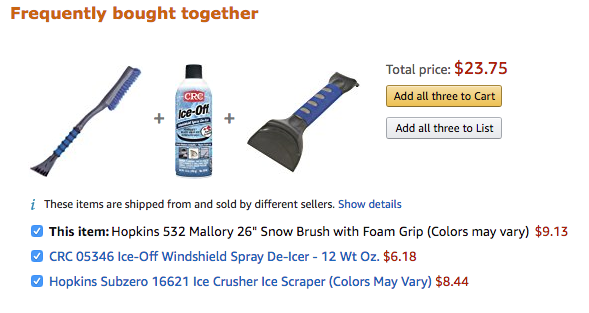 Frequently bought together
CRC
Ice-Off
+
+
Total price: $23.75
Add all three to Cart
Add all three to List
i These items are shipped from and sold by different sellers. Show details
This item: Hopkins 532 Mallory 26" Snow Brush with Foam Grip (Colors may vary) $9.13
CRC 05346 Ice-Off Windshield Spray De-Icer - 12 Wt Oz. $6.18
Hopkins Subzero 16621 Ice Crusher Ice Scraper (Colors May Vary) $8.44